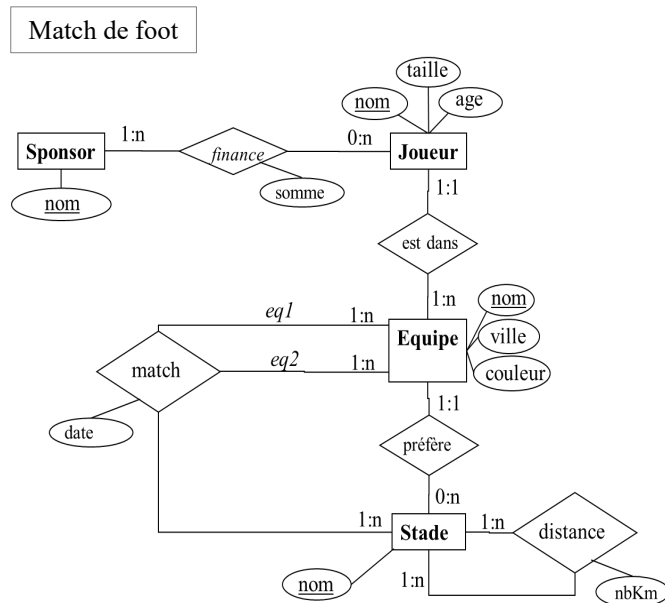 Match de foot
taille
nom
age
1:n
0:n
Sponsor
finance
Joueur
nom
somme
1:1
est dans
1:n
nom
eq1
1:n
Equipe
ville
match
eq2
1:n
couleur
date
1:1
préfère
0:n
1:n
Stade
1:n
distance
nom
1:n
nbKm